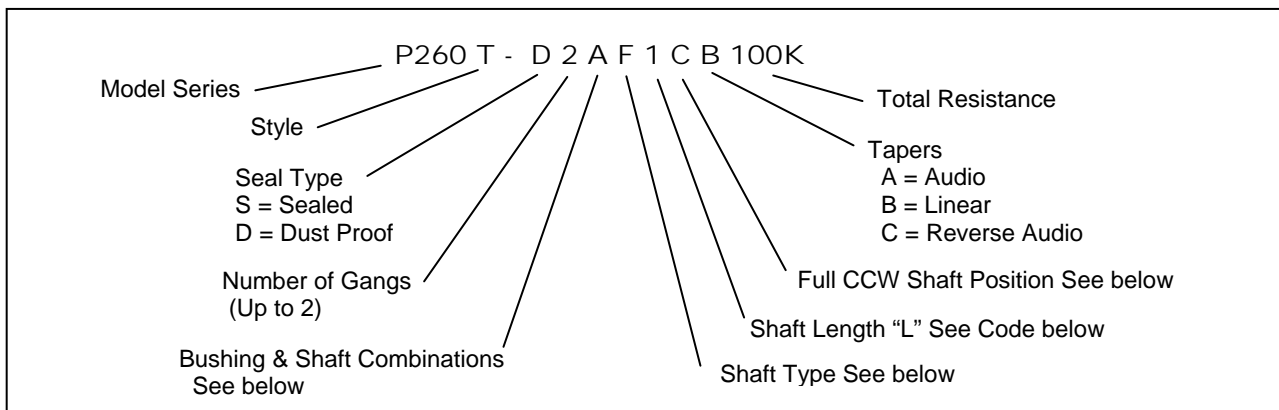 P260 T - D 2 A F 1 C B 100K
Model Series
Total Resistance
Style
Tapers
A = Audio
B = Linear
C = Reverse Audio
Seal Type
S = Sealed
D = Dust Proof
Number of Gangs
(Up to 2)
Full CCW Shaft Position See below
Shaft Length “L” See Code below
Bushing & Shaft Combinations
See below
Shaft Type See below